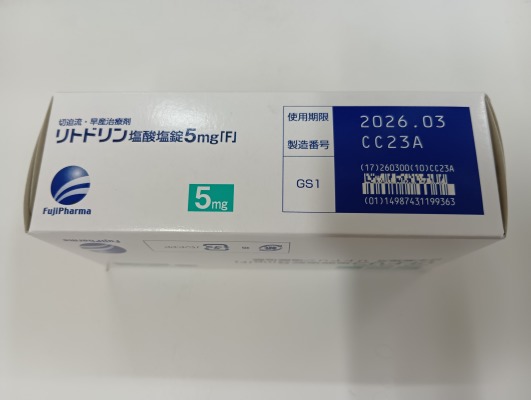 切迫流・早産治療剤
リトドリン塩酸塩錠5mg「F」
FujiPharma
5mg
使用期限
2026.03
製造番号
CC23A
GS1
(17)260300(10)CC23A
(01)14987431199363
FujiPharma